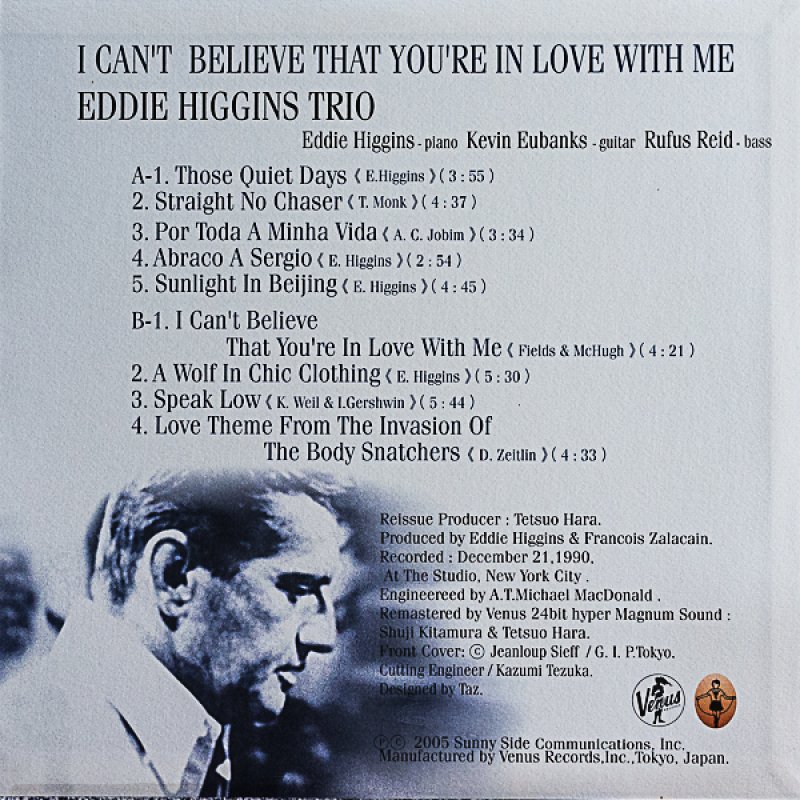 I CAN'T BELIEVE THAT YOU'RE IN LOVE WITH ME
EDDIE HIGGINS TRIO
Eddie Higgins - piano Kevin Eubanks - guitar Rufus Reid - bass
A-1. Those Quiet Days《 E.Higgins 》( 3 : 55 )
2. Straight No Chaser《 T. Monk 》( 4 : 37 )
3. Por Toda A Minha Vida《 A. C. Jobim 》( 3 : 34 )
4. Abraco A Sergio《 E. Higgins 》( 2 : 54 )
5. Sunlight In Beijing《 E. Higgins 》( 4 : 45 )
B-1. I Can't Believe
That You're In Love With Me《 Fields & McHugh 》( 4 : 21 )
2. A Wolf In Chic Clothing《 E. Higgins 》( 5 : 30 )
3. Speak Low《 K. Weil & I.Gershwin 》( 5 : 44 )
4. Love Theme From The Invasion Of
The Body Snatchers《 D. Zeitlin 》( 4 : 33 )
Reissue Producer : Tetsuo Hara.
Produced by Eddie Higgins & Francois Zalacain.
Recorded : December 21,1990,
At The Studio, New York City .
Engineereed by A.T.Michael MacDonald .
Remastered by Venus 24bit hyper Magnum Sound :
Shuji Kitamura & Tetsuo Hara.
Front Cover: ⓒ Jeanloup Sieff / G. I. P.Tokyo.
Cutting Engineer / Kazumi Tezuka.
Designed by Taz.
Venus
ⓟⓒ 2005 Sunny Side Communications, Inc.
Manufactured by Venus Records,Inc.,Tokyo, Japan.